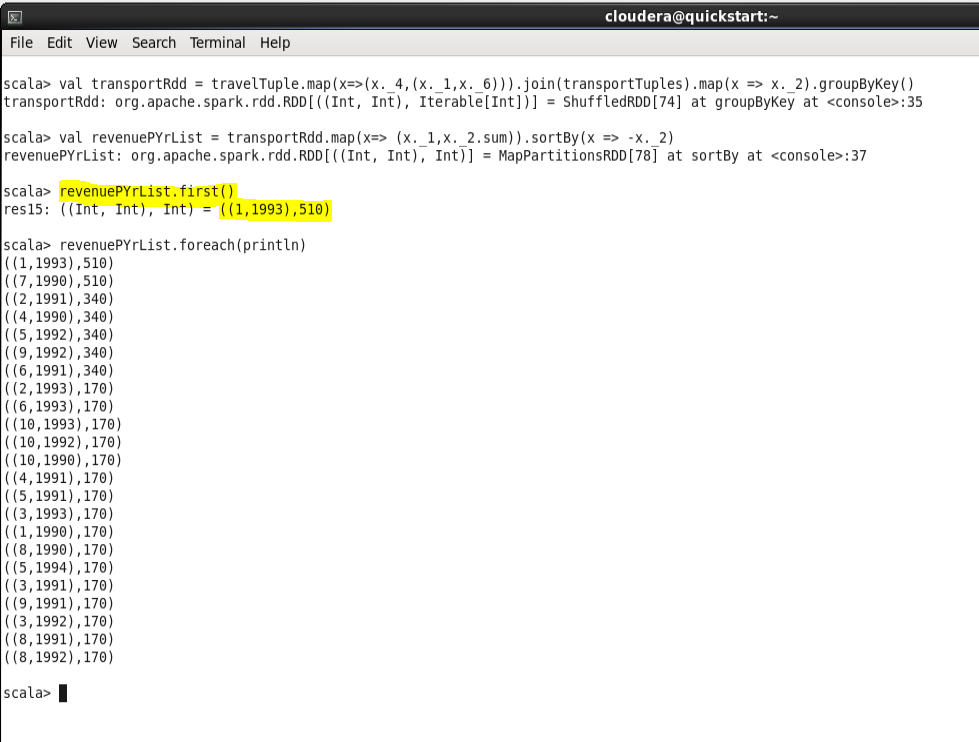 cloudera@quickstart:~
File Edit View Search Terminal Help
scala> val transportRdd = travelTuple.map(x=>(x._4,(x._1,x._6))).join(transportTuples).map(x => x._2).groupByKey()
transportRdd: org.apache.spark.rdd.RDD[((Int, Int), Iterable[Int])] = ShuffledRDD[74] at groupByKey at <console>:35
scala> val revenuePYrList = transportRdd.map(x=> (x._1,x._2.sum)).sortBy(x => -x._2)
revenuePYrList: org.apache.spark.rdd.RDD[((Int, Int), Int)] = MapPartitionsRDD[78] at sortBy at <console>:37
scala> revenuePYrList.first()
res15: ((Int, Int), Int) = ((1,1993),510)
scala> revenuePYrList.foreach(println)
((1,1993),510)
((7,1990),510)
((2,1991),340)
((4,1990),340)
((5,1992),340)
((9,1992),340)
((6,1991),340)
((2,1993),170)
((6,1993),170)
((10,1993),170)
((10,1992),170)
((10,1990),170)
((4,1991),170)
((5,1991),170)
((3,1993),170)
((1,1990),170)
((8,1990),170)
((5,1994),170)
((3,1991),170)
((9,1991),170)
((3,1992),170)
((8,1991),170)
((8,1992),170)
scala>